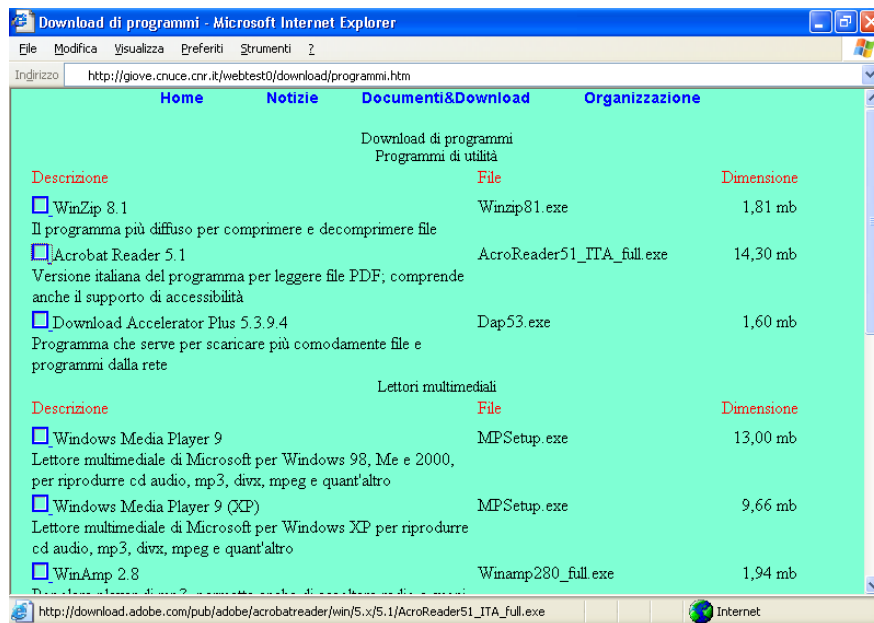 Download di programmi - Microsoft Internet Explorer
File Modifica Visualizza Preferiti Strumenti ?
Indirizzo http://giove.cnuce.cnr.it/webtest0/download/programmi.htm
Home Notizie Documenti&Download Organizzazione
Download di programmi
Programmi di utilità
Descrizione File Dimensione
WinZip 8.1 Winzip81.exe 1,81 mb
Il programma più diffuso per comprimere e decomprimere file
Acrobat Reader 5.1 AcroReader51_ITA_full.exe 14,30 mb
Versione italiana del programma per leggere file PDF; comprende
anche il supporto di accessibilità
Download Accelerator Plus 5.3.9.4 Dap53.exe 1,60 mb
Programma che serve per scaricare più comodamente file e
programmi dalla rete
Lettori multimediali
Descrizione File Dimensione
Windows Media Player 9 MPSetup.exe 13,00 mb
Lettore multimediale di Microsoft per Windows 98, Me e 2000,
per riprodurre cd audio, mp3, divx, mpeg e quant'altro
Windows Media Player 9 (XP) MPSetup.exe 9,66 mb
Lettore multimediale di Microsoft per Windows XP per riprodurre
cd audio, mp3, divx, mpeg e quant'altro
WinAmp 2.8 Winamp280_full.exe 1,94 mb
http://download.adobe.com/pub/adobe/acrobatreader/win/5.x/5.1/AcroReader51_ITA_full.exe Internet